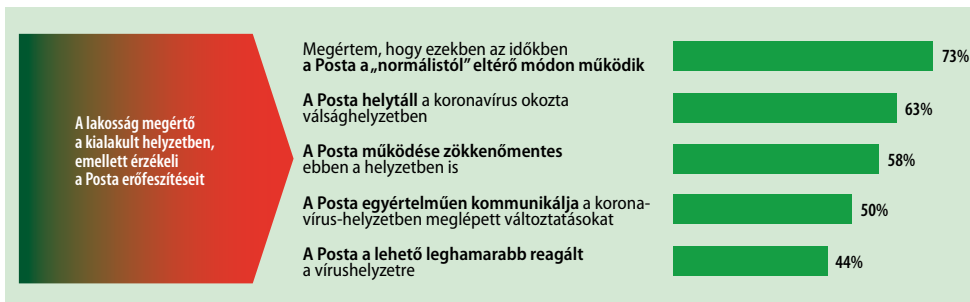 A lakosság megértő
a kialakult helyzetben,
emellett érzékeli
a Posta erőfeszítéseit
Megértem, hogy ezekben az időkben
a Posta a „normálistól” eltérő módon működik
73%
A Posta helytáll a koronavírus okozta
válsághelyzetben
63%
A Posta működése zökkenőmentes
ebben a helyzetben is
58%
A Posta egyértelműen kommunikálja a korona-
vírus-helyzetben meglépett változtatásokat
50%
A Posta a lehető leghamarabb reagált
a vírushelyzetre
44%